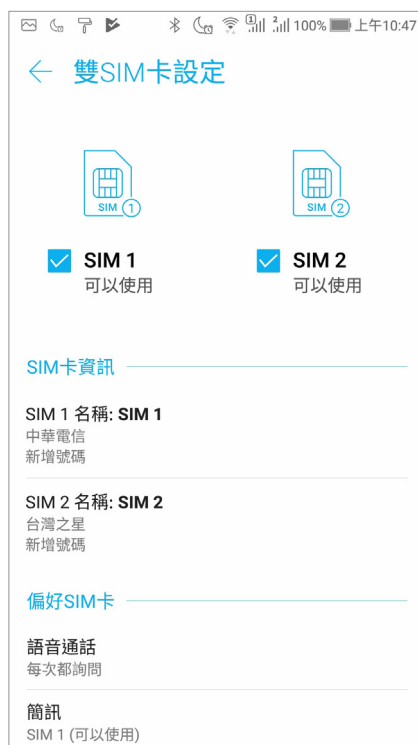 100% 上午10:47
雙SIM卡設定
SIM 1 SIM 2
SIM 1 SIM 2
可以使用 可以使用
SIM卡資訊
SIM 1 名稱: SIM 1
中華電信
新增號碼
SIM 2 名稱: SIM 2
台灣之星
新增號碼
偏好SIM卡
語音通話
每次都詢問
簡訊
SIM 1 (可以使用)